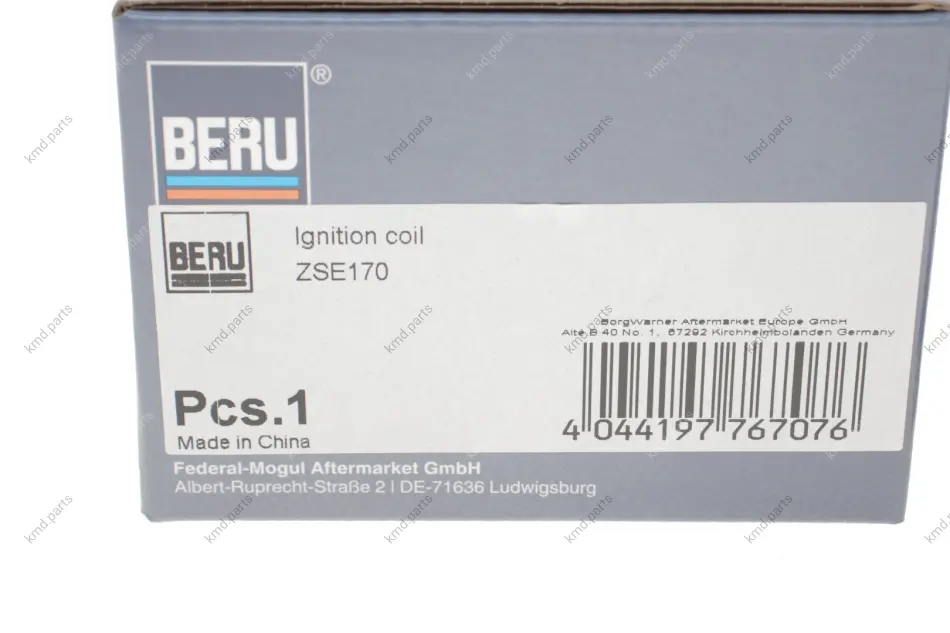 BERU®
BERU
Ignition coil
ZSE170
BorgWarner Aftermarket Europe GmbH
Alte B 40 No. 1, 67292 Kirchheimbolanden Germany
4 044197 767076
Pcs.1
Made in China
Federal-Mogul Aftermarket GmbH
Albert-Ruprecht-Straße 2 | DE-71636 Ludwigsburg
kmd.parts